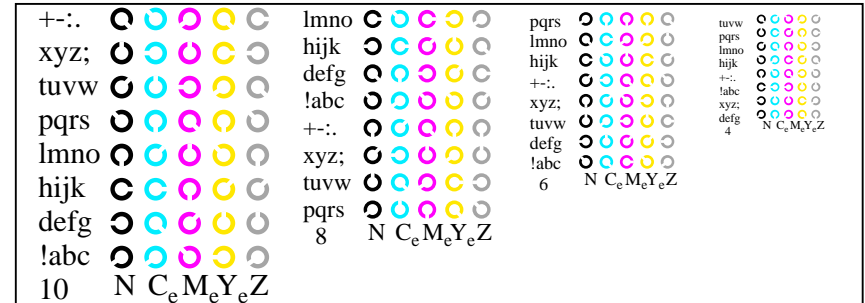 +-:.
xyz;
tuvw
pqrs
lmno
hijk
defg
!abc
10 N CeMeYeZ
lmno
hijk
defg
!abc
+-:.
xyz;
tuvw
pqrs
8 N CeMeYeZ
pqrs
lmno
hijk
+-:.
xyz;
tuvw
defg
!abc
6 N CeMeYeZ
tuvw
pqrs
lmno
hijk
+-:.
!abc
xyz;
defg
4 N CeMeYeZ